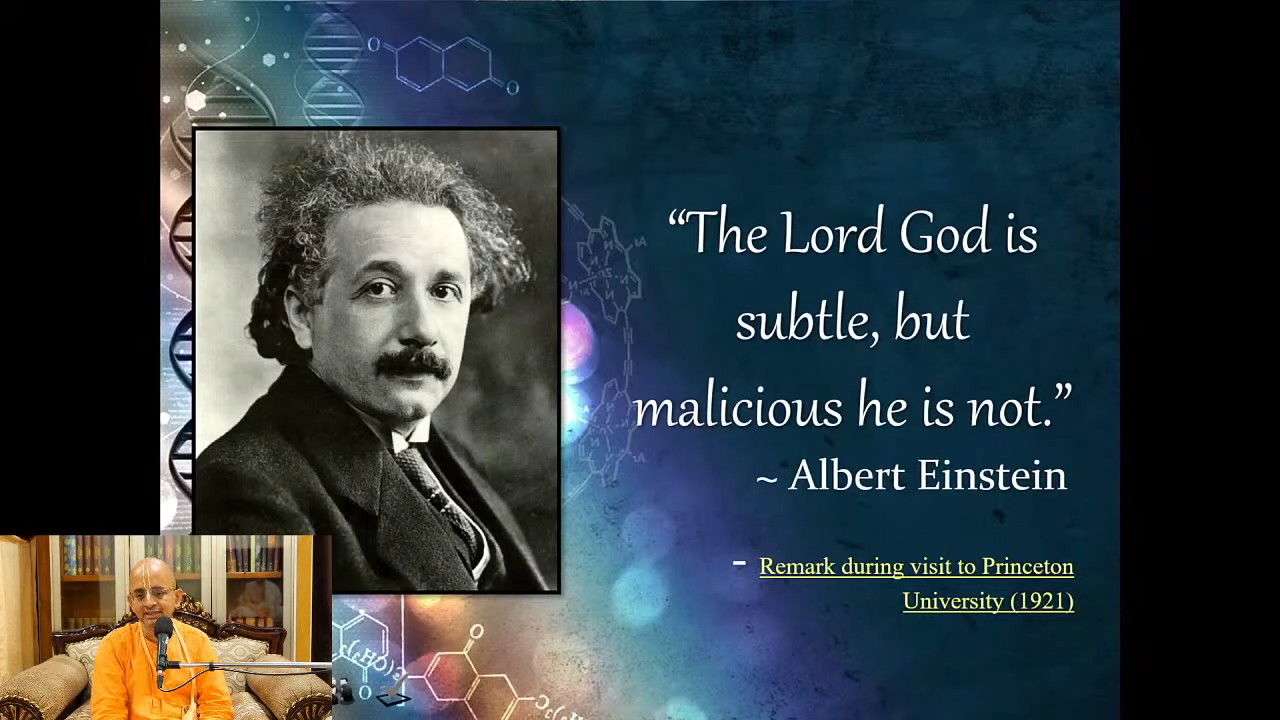 “The Lord God is
subtle, but
malicious he is not.”
~ Albert Einstein
- Remark during visit to Princeton
University (1921)
O
O
O